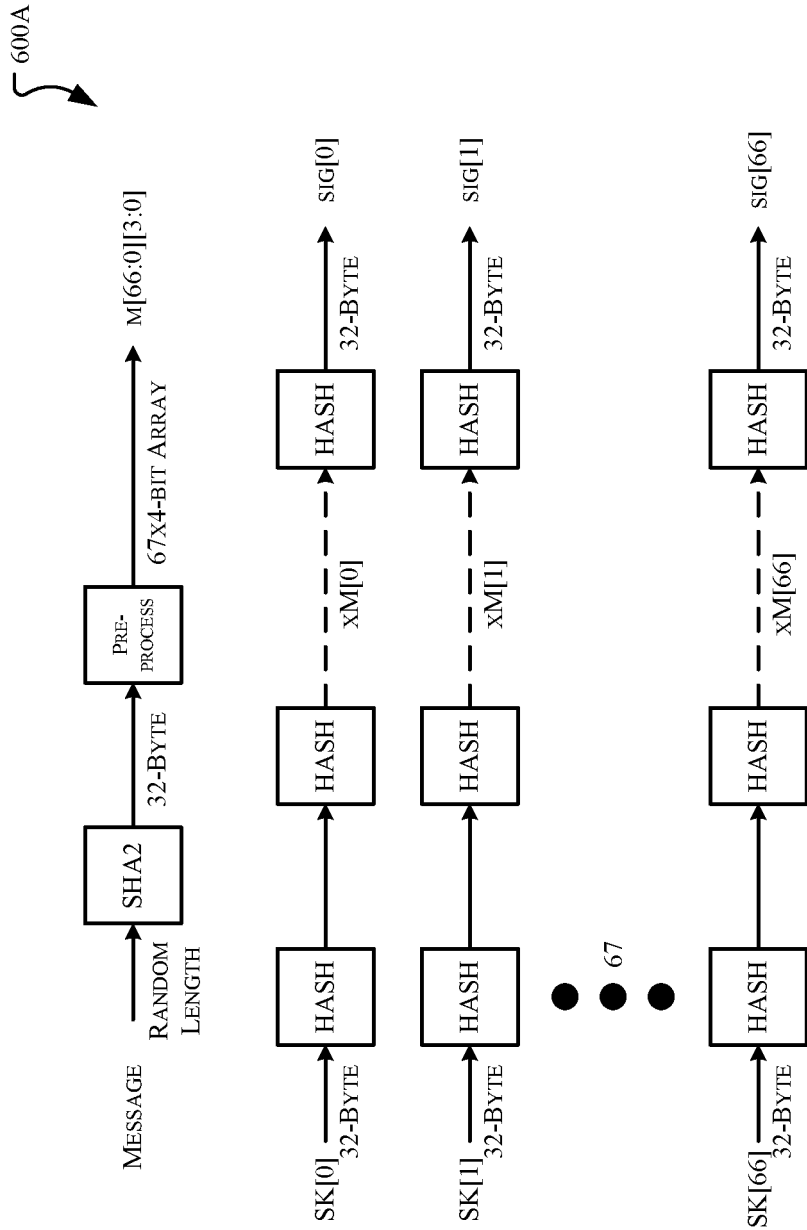 600A
MESSAGE
RANDOM
LENGTH
SHA2
32-BYTE
PRE-
PROCESS
67X4-BIT ARRAY
M[66:0][3:0]
SK[0]
32-BYTE
HASH
HASH
xM[0]
HASH
32-BYTE
SIG[0]
SK[1]
32-BYTE
HASH
HASH
xM[1]
HASH
32-BYTE
SIG[1]
67
SK[66]
32-BYTE
HASH
HASH
xM[66]
HASH
32-BYTE
SIG[66]